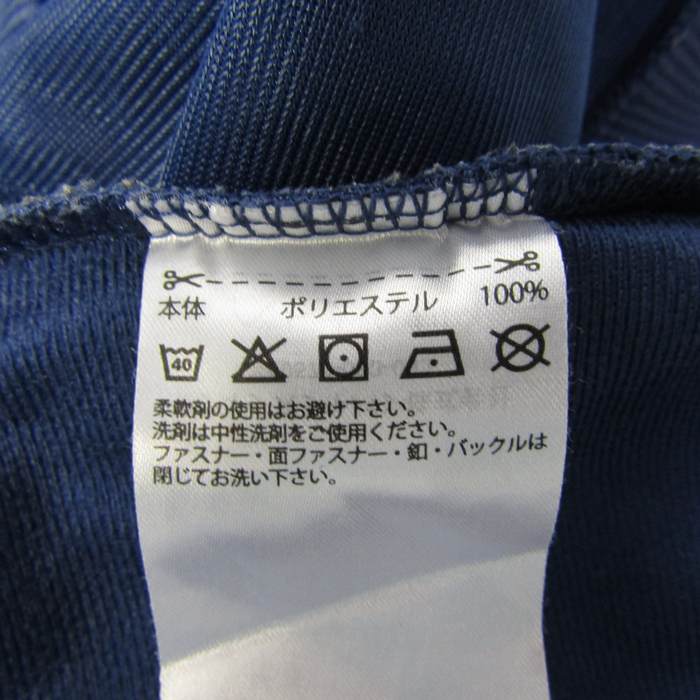 本体 ポリエステル 100%
40
柔軟剤の使用はお避け下さい。
洗剤は中性洗剤をご使用ください。
ファスナー・面ファスナー・釦・バックルは
閉じてお洗い下さい。